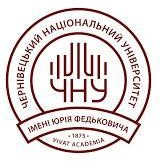 ЧЕРНІВЕЦЬКИЙ НАЦІОНАЛЬНИЙ УНІВЕРСИТЕТ
ЧНУ
ІМЕНІ ЮРІЯ ФЕДЬКОВИЧА
• 1875 •
VIVAT ACADEMIA